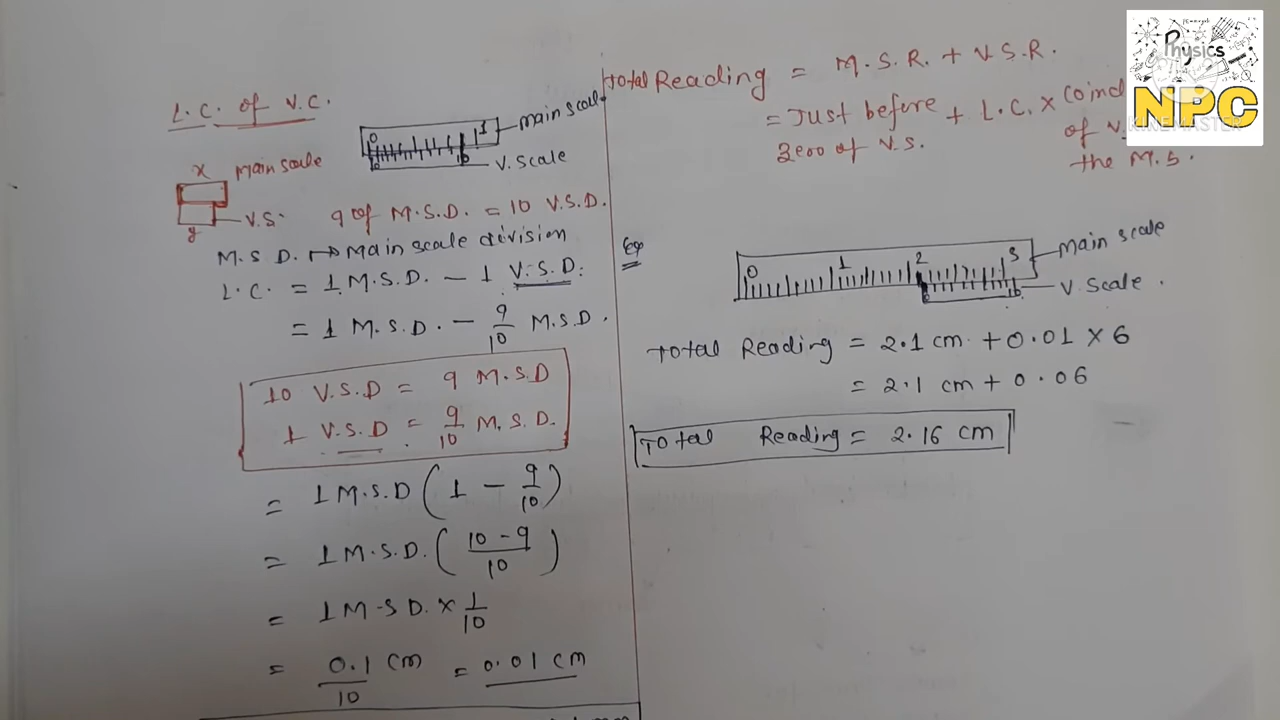 L.C. of V.C.
0 1 main scale
0 10 V. Scale
x main scale
V.S.
y
9 of M.S.D. = 10 V.S.D.
M.S D. ↦ Main scale division
L.C. = 1 M.S.D. - 1 V.S.D.
= 1 M.S.D. - 9/10 M.S.D.
10 V.S.D = 9 M.S.D
1 V.S.D = 9/10 M.S.D.
= 1 M.S.D ( 1 - 9/10 )
= 1 M.S.D. ( 10-9/10 )
= 1 M.S D. × 1/10
= 0.1 cm/10 = 0.01 cm
Total Reading = M.S.R. + V.S.R.
= Just before + L.C. × coincid
Zero of V.S. of V.
the M.S.
Eg
0 1 2 3 main scale
0 10 V. Scale.
Total Reading = 2.1 cm + 0.01 × 6
= 2.1 cm + 0.06
Total Reading = 2.16 cm
Physics
NPC
KINEMASTER